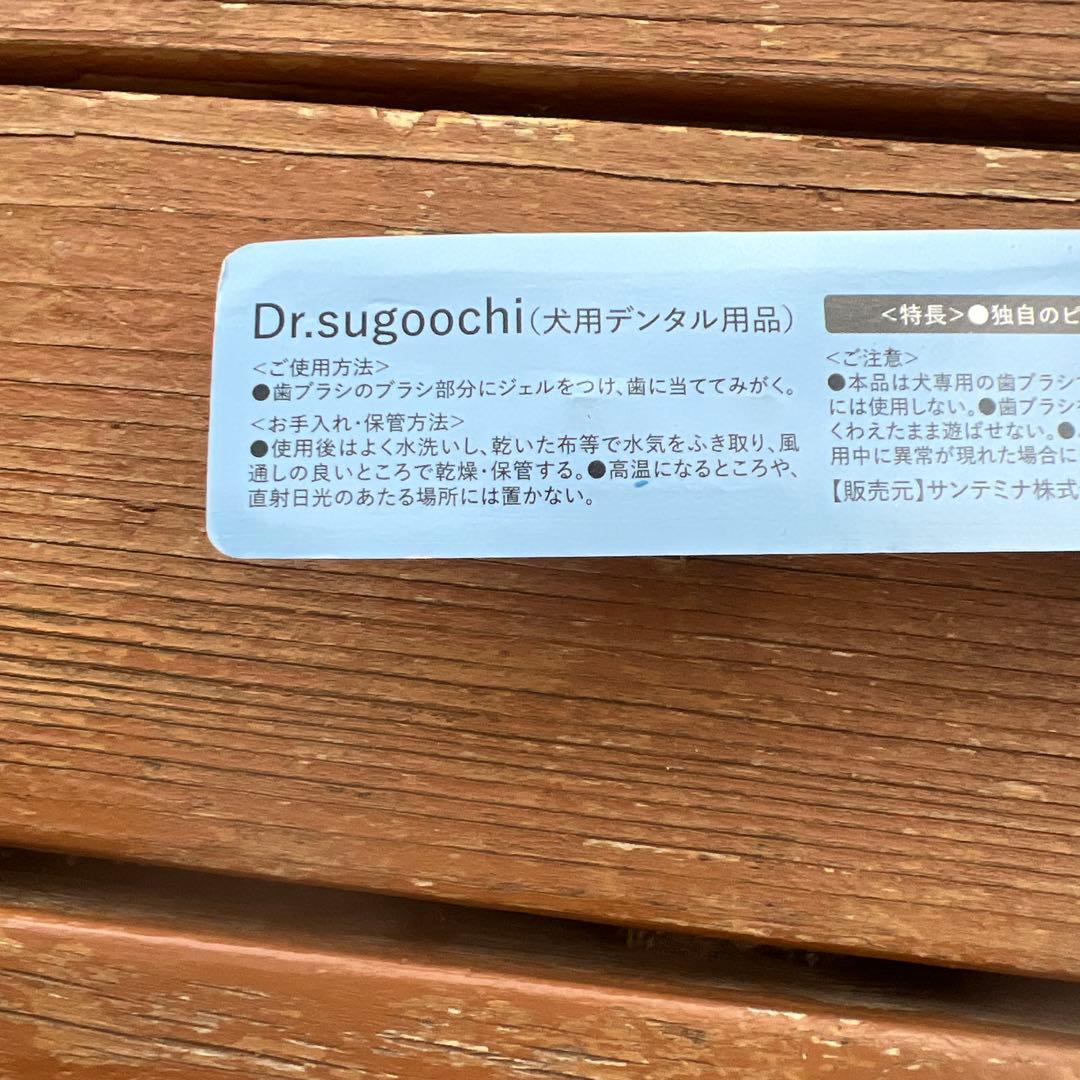 Dr.sugoochi(犬用デンタル用品)
<ご使用方法>
●歯ブラシのブラシ部分にジェルをつけ、歯に当ててみがく。
<お手入れ・保管方法>
●使用後はよく水洗いし、乾いた布等で水気をふき取り、風
通しの良いところで乾燥・保管する。●高温になるところや、
直射日光のあたる場所には置かない。
<特長>●独自のピ
<ご注意>
●本品は犬専用の歯ブラシ
には使用しない。●歯ブラシ
くわえたまま遊ばせない。●
用中に異常が現れた場合に
【販売元】サンテミナ株式